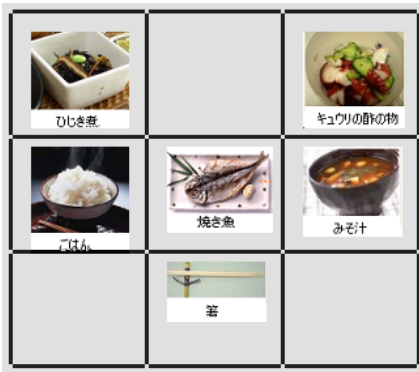 ひじき煮
キュウリの酢の物
ごはん
焼き魚
みそ汁
箸